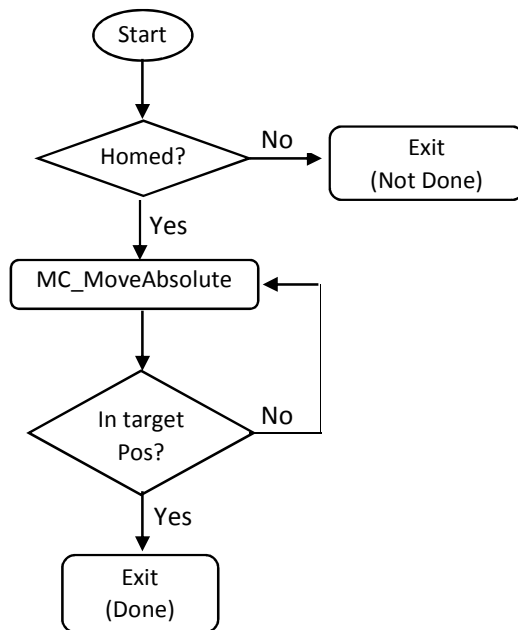 Start
Homed?
No
Exit
(Not Done)
Yes
MC_MoveAbsolute
In target
Pos?
No
Yes
Exit
(Done)